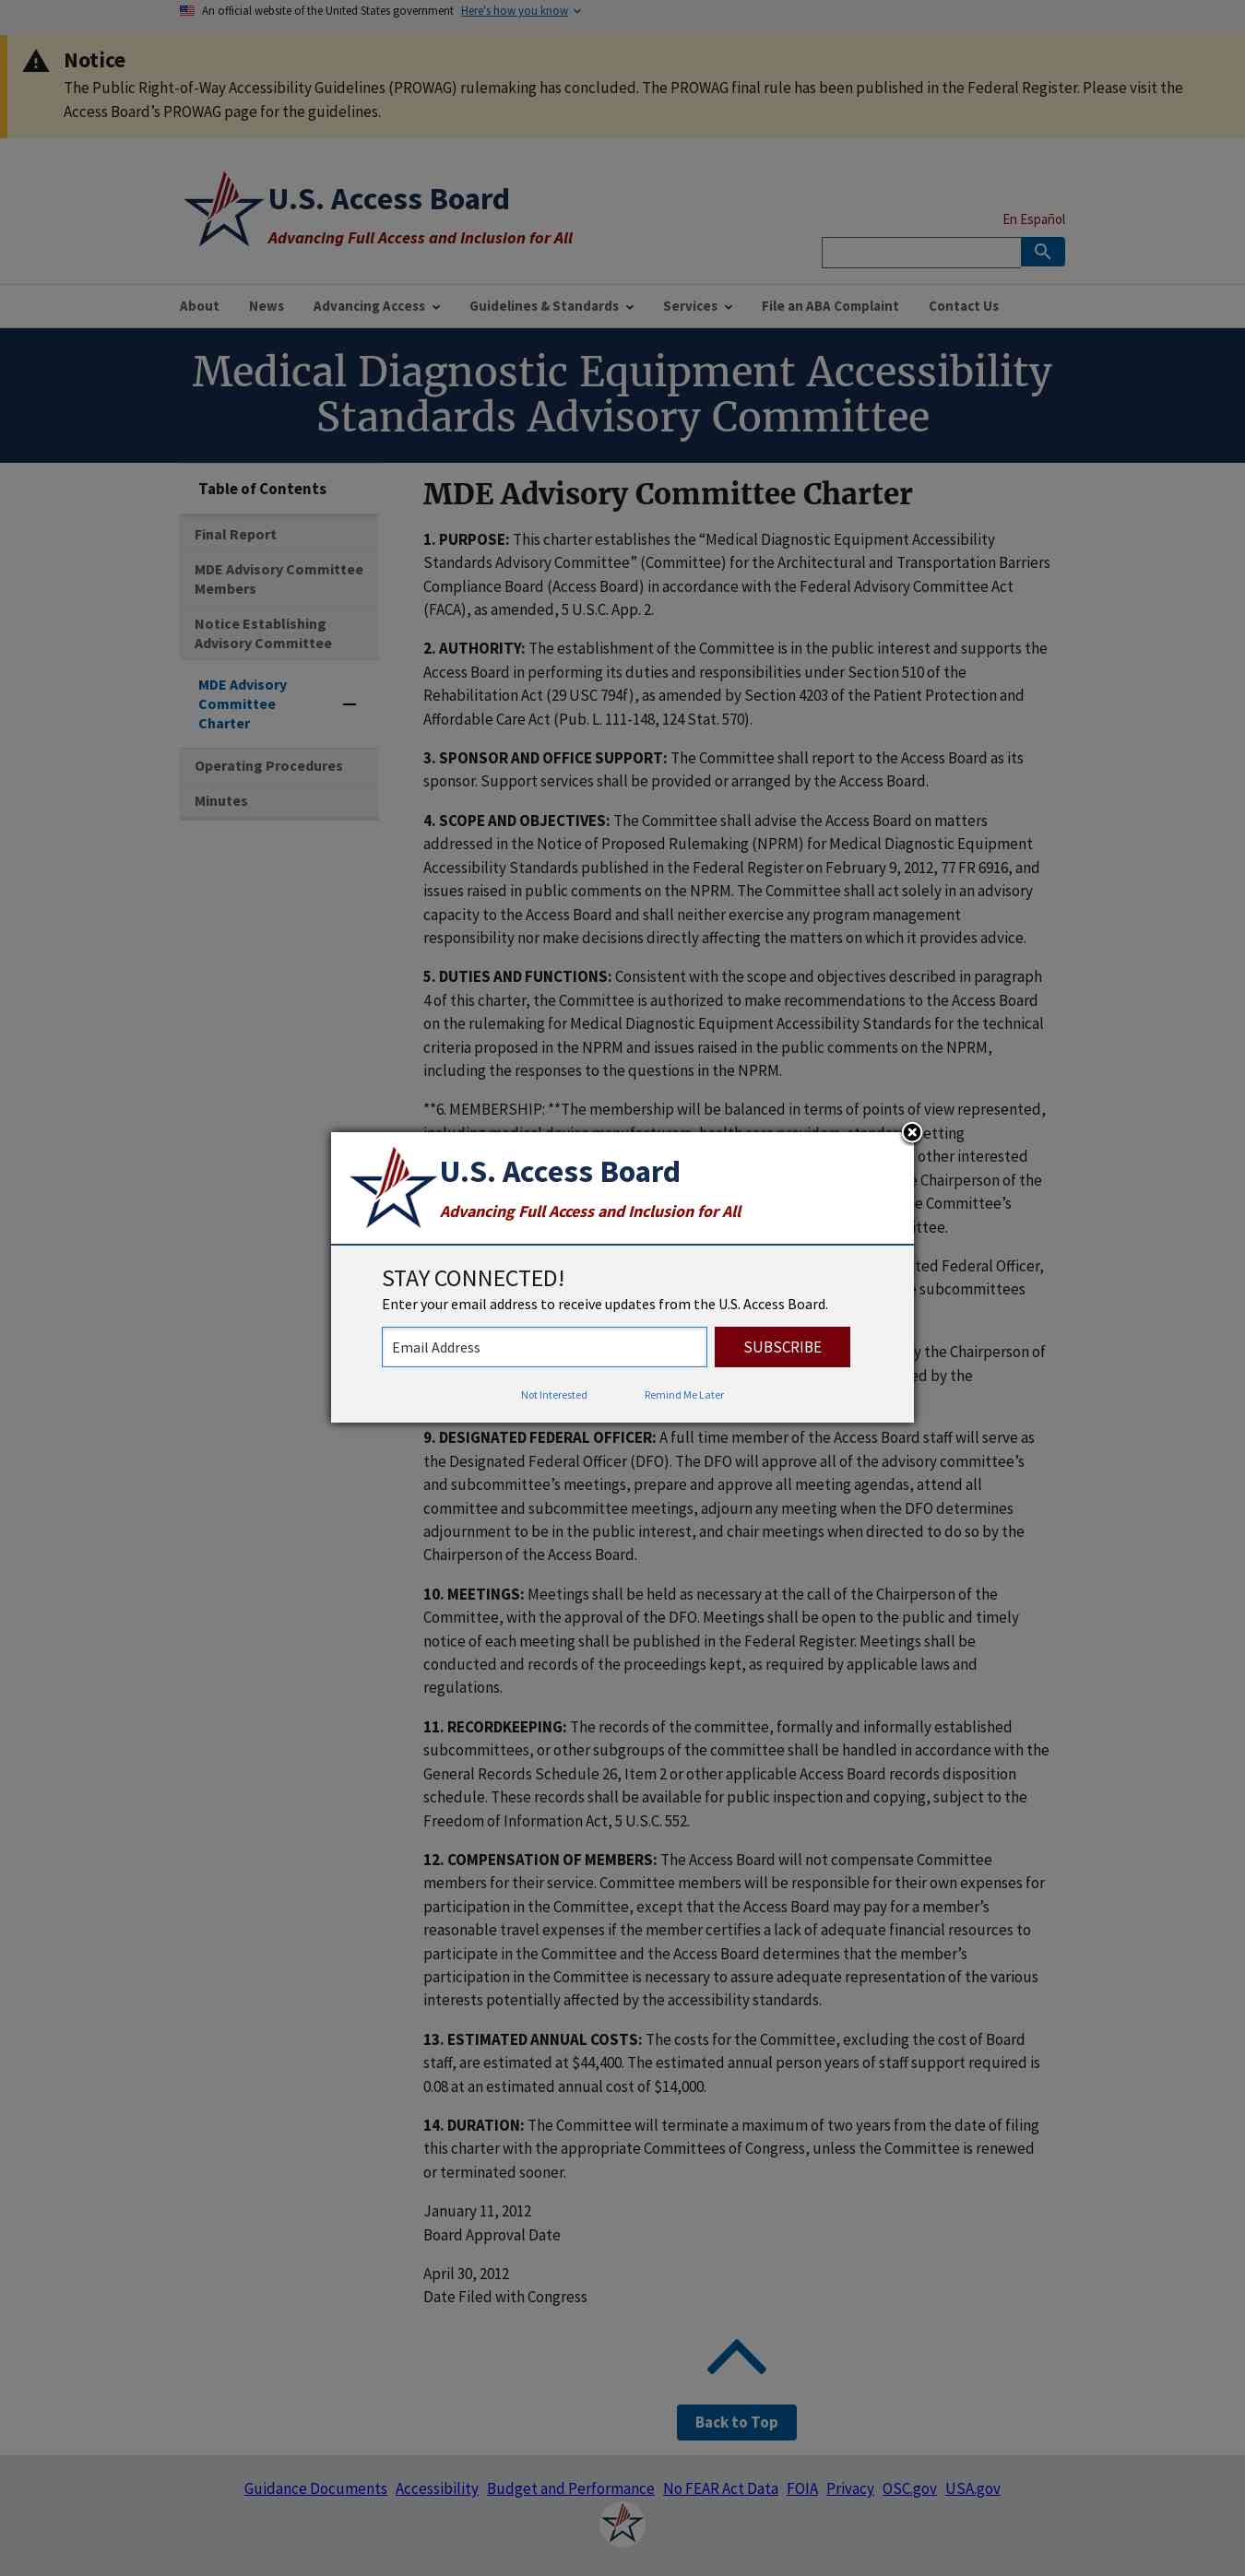 An official website of the United States government Here's how you know
Notice
The Public Right-of-Way Accessibility Guidelines (PROWAG) rulemaking has concluded. The PROWAG final rule has been published in the Federal Register. Please visit the
Access Board’s PROWAG page for the guidelines.
U.S. Access Board
Advancing Full Access and Inclusion for All
En Español
About News Advancing Access Guidelines & Standards Services File an ABA Complaint Contact Us
Medical Diagnostic Equipment Accessibility
Standards Advisory Committee
Table of Contents
Final Report
MDE Advisory Committee
Members
Notice Establishing
Advisory Committee
MDE Advisory
Committee
Charter
Operating Procedures
Minutes
MDE Advisory Committee Charter
1. PURPOSE: This charter establishes the “Medical Diagnostic Equipment Accessibility
Standards Advisory Committee” (Committee) for the Architectural and Transportation Barriers
Compliance Board (Access Board) in accordance with the Federal Advisory Committee Act
(FACA), as amended, 5 U.S.C. App. 2.
2. AUTHORITY: The establishment of the Committee is in the public interest and supports the
Access Board in performing its duties and responsibilities under Section 510 of the
Rehabilitation Act (29 USC 794f), as amended by Section 4203 of the Patient Protection and
Affordable Care Act (Pub. L. 111-148, 124 Stat. 570).
3. SPONSOR AND OFFICE SUPPORT: The Committee shall report to the Access Board as its
sponsor. Support services shall be provided or arranged by the Access Board.
4. SCOPE AND OBJECTIVES: The Committee shall advise the Access Board on matters
addressed in the Notice of Proposed Rulemaking (NPRM) for Medical Diagnostic Equipment
Accessibility Standards published in the Federal Register on February 9, 2012, 77 FR 6916, and
issues raised in public comments on the NPRM. The Committee shall act solely in an advisory
capacity to the Access Board and shall neither exercise any program management
responsibility nor make decisions directly affecting the matters on which it provides advice.
5. DUTIES AND FUNCTIONS: Consistent with the scope and objectives described in paragraph
4 of this charter, the Committee is authorized to make recommendations to the Access Board
on the rulemaking for Medical Diagnostic Equipment Accessibility Standards for the technical
criteria proposed in the NPRM and issues raised in the public comments on the NPRM,
including the responses to the questions in the NPRM.
**6. MEMBERSHIP: **The membership will be balanced in terms of points of view represented,
other interested
Chairperson of the
Committee’s
ted Federal Officer,
subcommittees
y the Chairperson of
ed by the
U.S. Access Board
Advancing Full Access and Inclusion for All
STAY CONNECTED!
Enter your email address to receive updates from the U.S. Access Board.
Email Address
SUBSCRIBE
Not Interested Remind Me Later
9. DESIGNATED FEDERAL OFFICER: A full time member of the Access Board staff will serve as
the Designated Federal Officer (DFO). The DFO will approve all of the advisory committee’s
and subcommittee’s meetings, prepare and approve all meeting agendas, attend all
committee and subcommittee meetings, adjourn any meeting when the DFO determines
adjournment to be in the public interest, and chair meetings when directed to do so by the
Chairperson of the Access Board.
10. MEETINGS: Meetings shall be held as necessary at the call of the Chairperson of the
Committee, with the approval of the DFO. Meetings shall be open to the public and timely
notice of each meeting shall be published in the Federal Register. Meetings shall be
conducted and records of the proceedings kept, as required by applicable laws and
regulations.
11. RECORDKEEPING: The records of the committee, formally and informally established
subcommittees, or other subgroups of the committee shall be handled in accordance with the
General Records Schedule 26, Item 2 or other applicable Access Board records disposition
schedule. These records shall be available for public inspection and copying, subject to the
Freedom of Information Act, 5 U.S.C. 552.
12. COMPENSATION OF MEMBERS: The Access Board will not compensate Committee
members for their service. Committee members will be responsible for their own expenses for
participation in the Committee, except that the Access Board may pay for a member’s
reasonable travel expenses if the member certifies a lack of adequate financial resources to
participate in the Committee and the Access Board determines that the member’s
participation in the Committee is necessary to assure adequate representation of the various
interests potentially affected by the accessibility standards.
13. ESTIMATED ANNUAL COSTS: The costs for the Committee, excluding the cost of Board
staff, are estimated at $44,400. The estimated annual person years of staff support required is
0.08 at an estimated annual cost of $14,000.
14. DURATION: The Committee will terminate a maximum of two years from the date of filing
this charter with the appropriate Committees of Congress, unless the Committee is renewed
or terminated sooner.
January 11, 2012
Board Approval Date
April 30, 2012
Date Filed with Congress
Back to Top
Guidance Documents Accessibility Budget and Performance No FEAR Act Data FOIA Privacy OSC.gov USA.gov